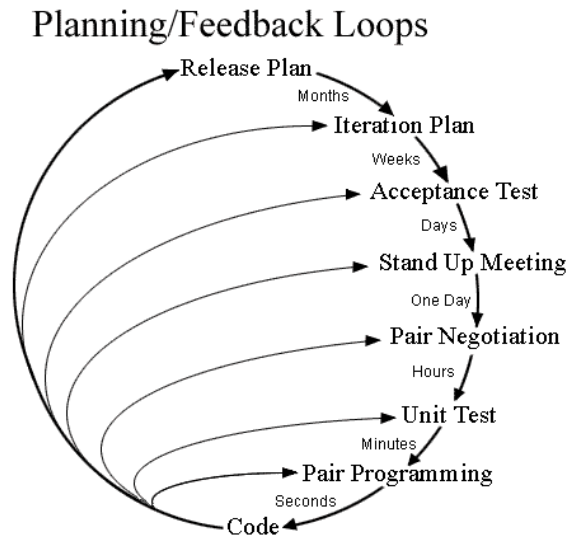 Planning/Feedback Loops
Release Plan
Months
Iteration Plan
Weeks
Acceptance Test
Days
Stand Up Meeting
One Day
Pair Negotiation
Hours
Unit Test
Minutes
Pair Programming
Seconds
Code